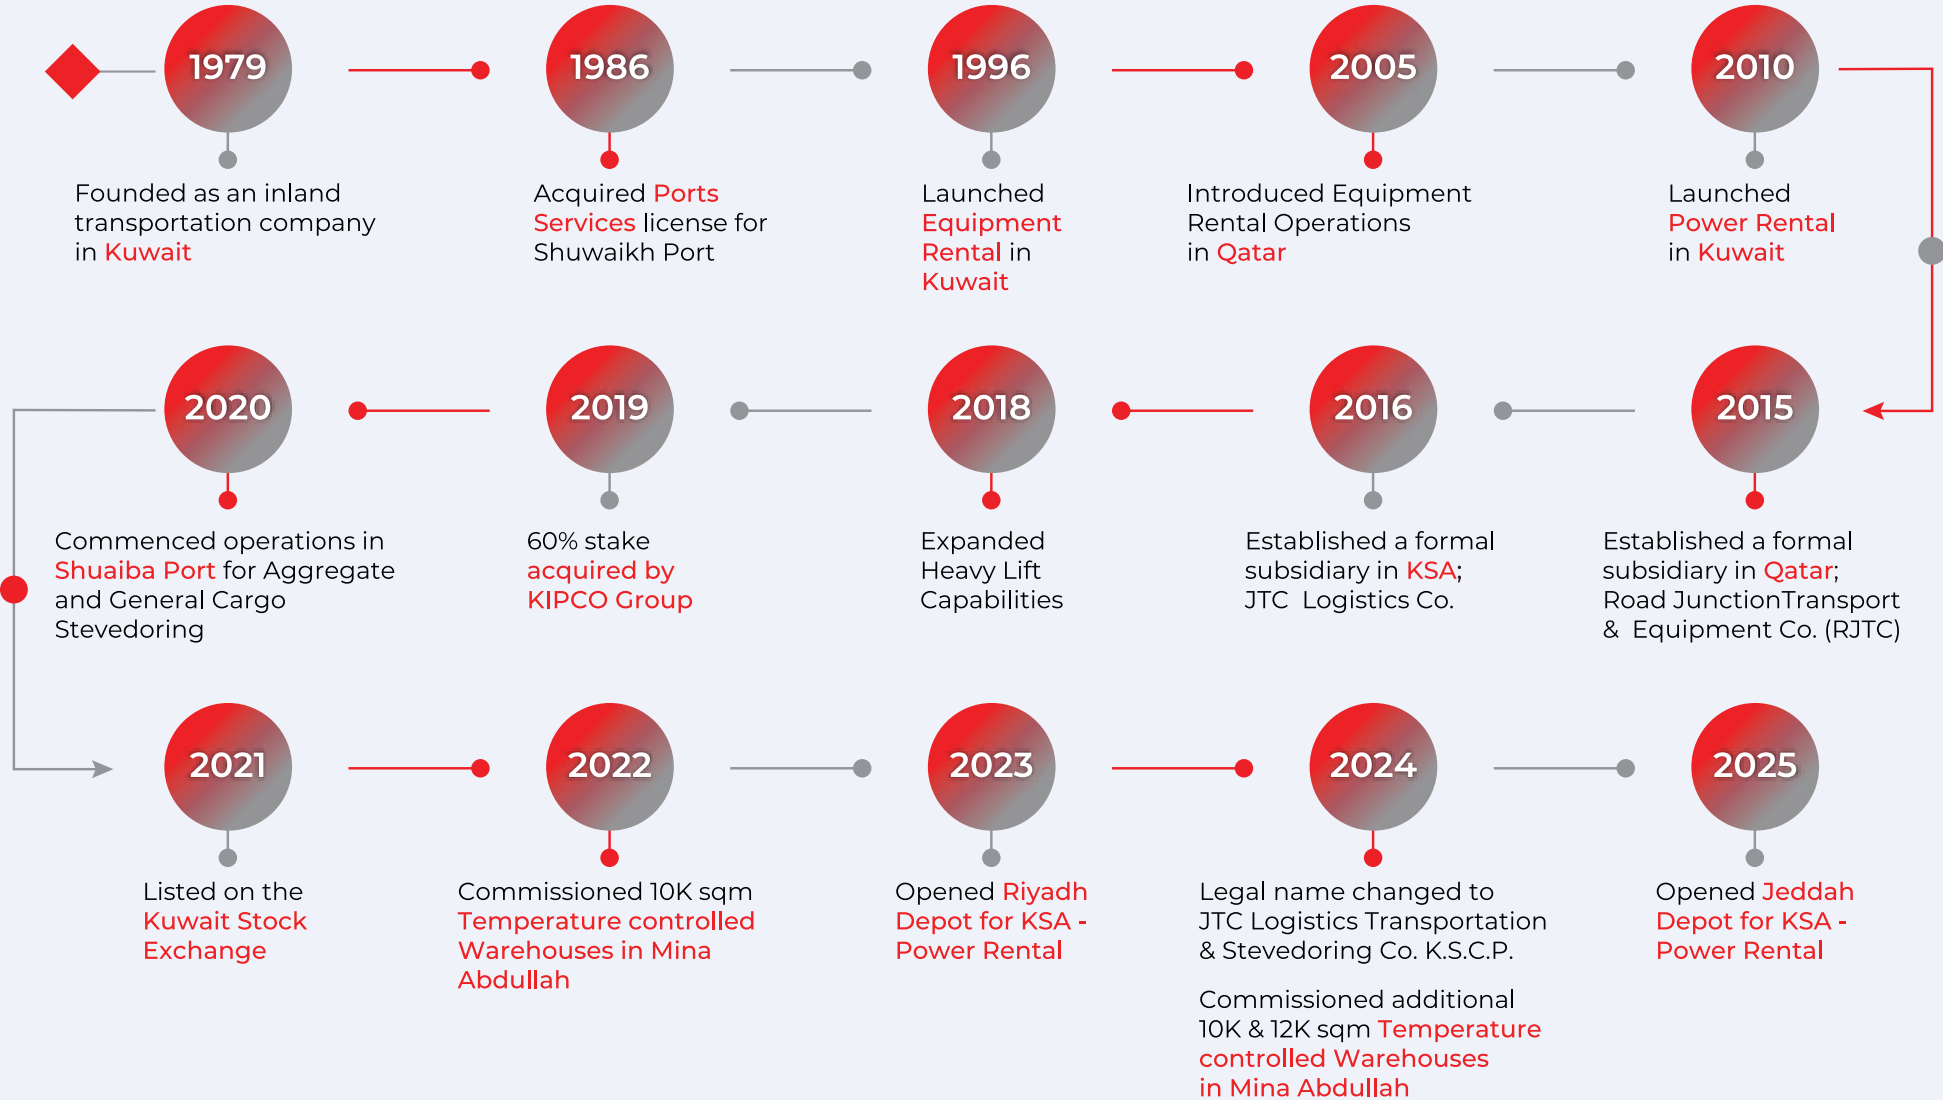 1979
Founded as an inland
transportation company
in Kuwait
1986
Acquired Ports
Services license for
Shuwaikh Port
1996
Launched
Equipment
Rental in
Kuwait
2005
Introduced Equipment
Rental Operations
in Qatar
2010
Launched
Power Rental
in Kuwait
2015
Established a formal
subsidiary in Qatar;
Road JunctionTransport
& Equipment Co. (RJTC)
2016
Established a formal
subsidiary in KSA;
JTC Logistics Co.
2018
Expanded
Heavy Lift
Capabilities
2019
60% stake
acquired by
KIPCO Group
2020
Commenced operations in
Shuaiba Port for Aggregate
and General Cargo
Stevedoring
2021
Listed on the
Kuwait Stock
Exchange
2022
Commissioned 10K sqm
Temperature controlled
Warehouses in Mina
Abdullah
2023
Opened Riyadh
Depot for KSA -
Power Rental
2024
Legal name changed to
JTC Logistics Transportation
& Stevedoring Co. K.S.C.P.
Commissioned additional
10K & 12K sqm Temperature
controlled Warehouses
in Mina Abdullah
2025
Opened Jeddah
Depot for KSA -
Power Rental